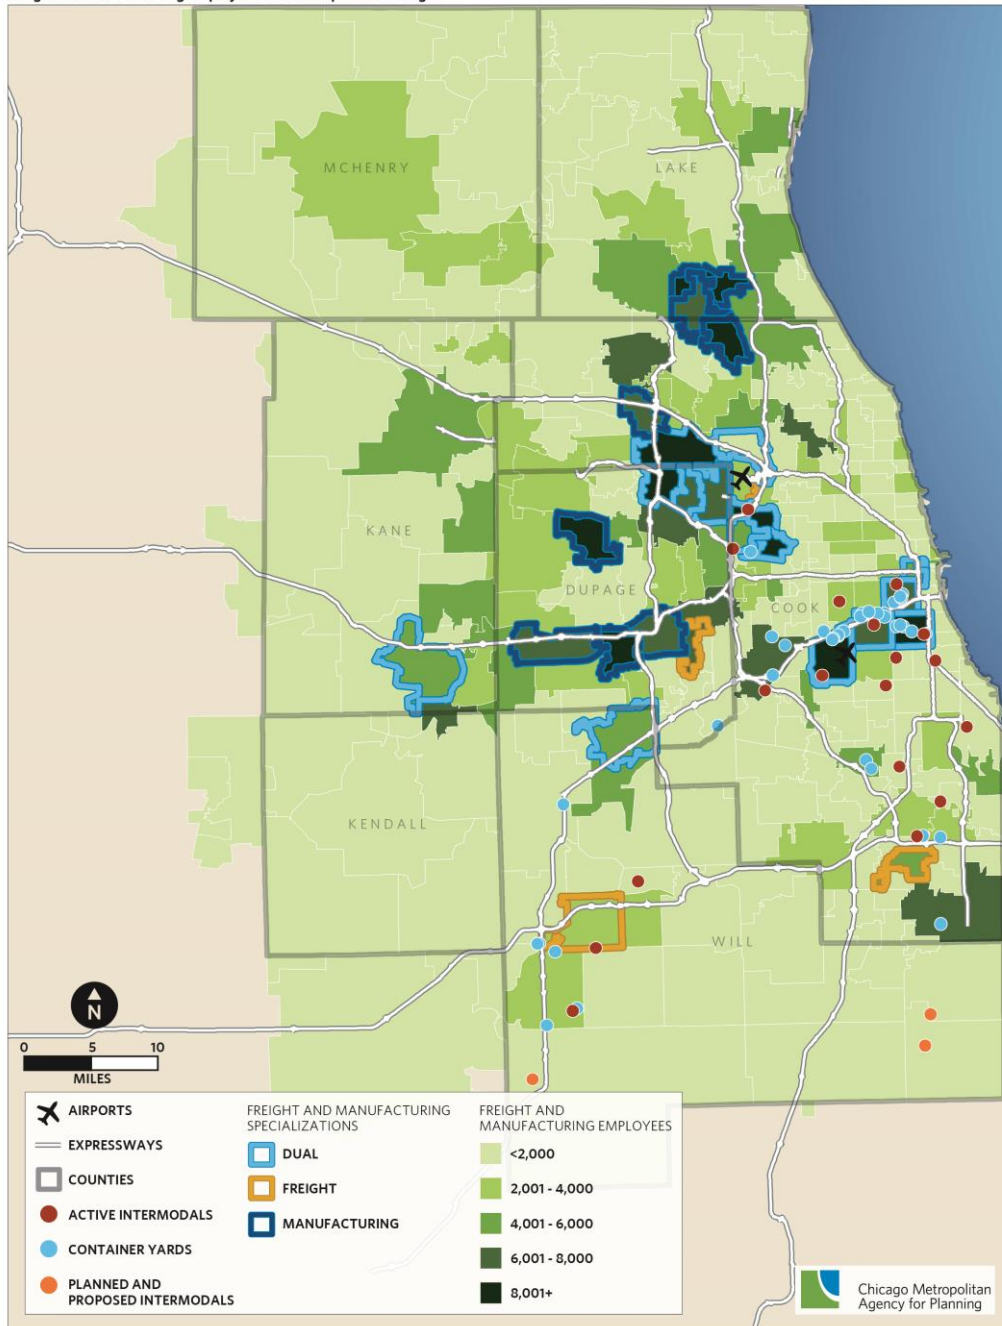 MCHENRY
LAKE
KANE
DUPAGE
COOK
KENDALL
WILL
N
0 5 10
MILES
AIRPORTS
EXPRESSWAYS
COUNTIES
ACTIVE INTERMODALS
CONTAINER YARDS
PLANNED AND
PROPOSED INTERMODALS
FREIGHT AND MANUFACTURING
SPECIALIZATIONS
DUAL
FREIGHT
MANUFACTURING
FREIGHT AND
MANUFACTURING EMPLOYEES
<2,000
2,001 - 4,000
4,001 - 6,000
6,001 - 8,000
8,001+
Chicago Metropolitan
Agency for Planning